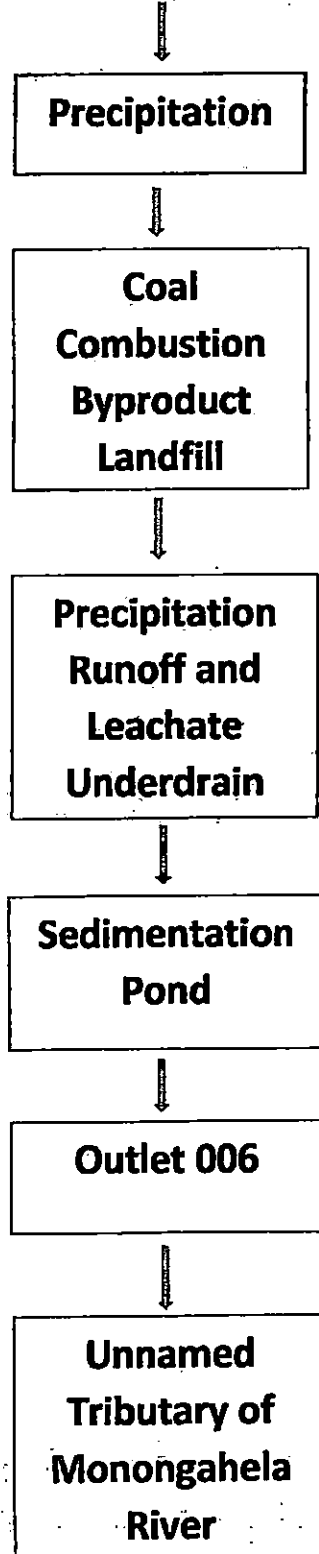 Precipitation
Coal
Combustion
Byproduct
Landfill
Precipitation
Runoff and
Leachate
Underdrain
Sedimentation
Pond
Outlet 006
Unnamed
Tributary of
Monongahela
River